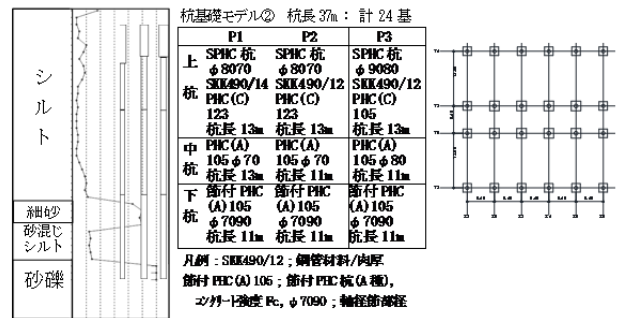 杭基礎モデル② 杭長37m：計24基
P1 P2 P3
上杭
SPHC杭 SPHC杭 SPHC杭
φ8070 φ8070 φ9080
SKK490/14 SKK490/12 SKK490/12
PHC(C) PHC(C) PHC(C)
123 123 105
杭長13m 杭長13m 杭長13m
中杭
PHC(A) PHC(A) PHC(A)
105φ70 105φ70 105φ80
杭長13m 杭長11m 杭長11m
下杭
節付PHC 節付PHC 節付PHC
(A)105 (A)105 (A)105
φ7090 φ7090 φ7090
杭長11m 杭長11m 杭長11m
凡例：SKK490/12；鋼管材料/肉厚
節付PHC(A)105；節付PHC杭(A種),
コンクリート強度Fc, φ7090；軸径節部径
シルト
細砂
砂混じ
シルト
砂礫